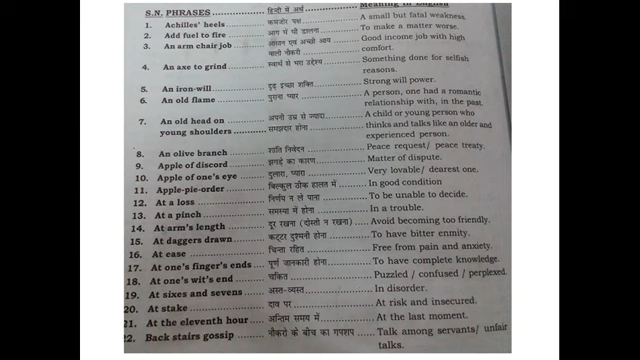 S.N. PHRASES हिन्दी में अर्थ Meaning in English
1. Achilles' heels ........ कमजोर पक्ष ........ A small but fatal weakness.
2. Add fuel to fire ........ आग में घी डालना ........ To make a matter worse.
3. An arm chair job ........ आसान एवं अच्छी आय ........ Good income job with high
वाली नौकरी ........ comfort.
4. An axe to grind ........ स्वार्थ से भरा उद्देश्य ........ Something done for selfish
reasons.
5. An iron-will ........ दृढ़ इच्छा शक्ति ........ Strong will power.
6. An old flame ........ पुराना प्यार ........ A person, one had a romantic
relationship with, in the past.
7. An old head on ........ अपनी उम्र से ज्यादा ........ A child or young person who
young shoulders ........ समझदार होना ........ thinks and talks like an older and
experienced person.
8. An olive branch ........ शांति निवेदन ........ Peace request/ peace treaty.
9. Apple of discord ........ झगड़े का कारण ........ Matter of dispute.
10. Apple of one's eye ........ दुलारा, प्यारा ........ Very lovable/ dearest one.
11. Apple-pie-order ........ बिल्कुल ठीक हालत में ........ In good condition
12. At a loss ........ निर्णय न ले पाना ........ To be unable to decide.
13. At a pinch ........ समस्या में होना ........ In a trouble.
14. At arm's length ........ दूर रखना (दोस्ती न रखना) ..... Avoid becoming too friendly.
15. At daggers drawn ........ कट्टर दुश्मनी होना ........ To have bitter enmity.
16. At ease ........ चिन्ता रहित ........ Free from pain and anxiety.
17. At one's finger's ends .... पूर्ण जानकारी होना ........ To have complete knowledge.
18. At one's wit's end ........ चकित ........ Puzzled / confused / perplexed.
19. At sixes and sevens ........ अस्त-व्यस्त ........ In disorder.
20. At stake ........ दाव पर ........ At risk and insecured.
21. At the eleventh hour .... अन्तिम समय में ........ At the last moment.
22. Back stairs gossip ........ नौकरो के बीच का गपशप ..... Talk among servants/ unfair
talks.